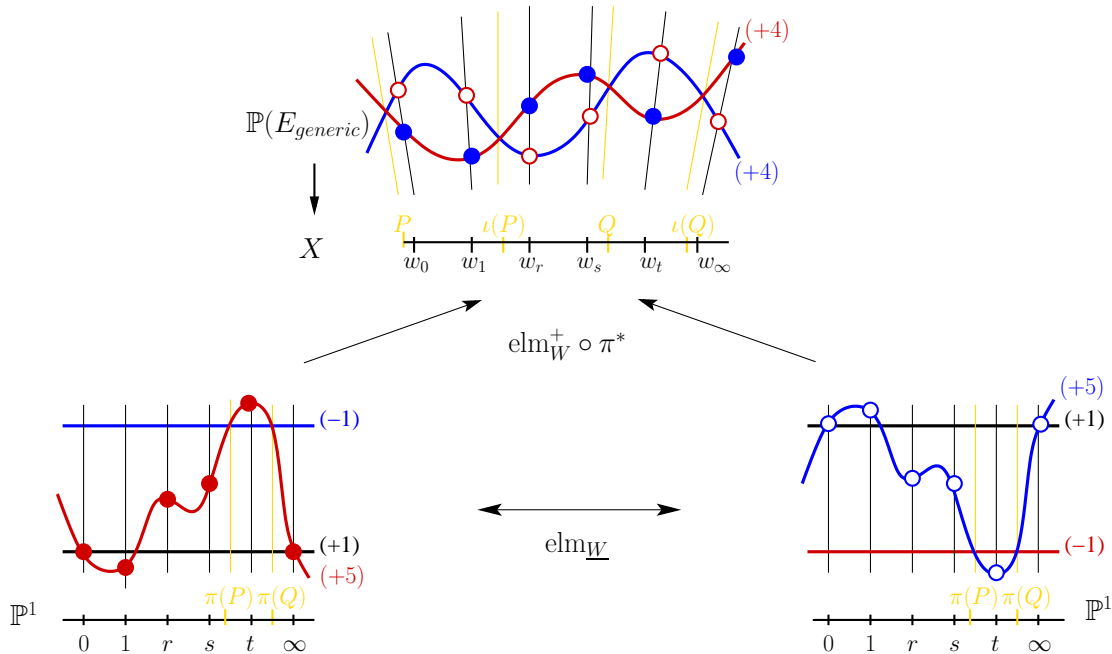 (+4)
ℙ(E_generic)
(+4)
P ι(P) Q ι(Q)
X
w_0 w_1 w_r w_s w_t w_∞
elm_W^+ ∘ π*
(-1)
(+1)
(+5)
π(P) π(Q)
ℙ^1
0 1 r s t ∞
elm_W
(+5)
(+1)
(-1)
π(P) π(Q)
ℙ^1
0 1 r s t ∞